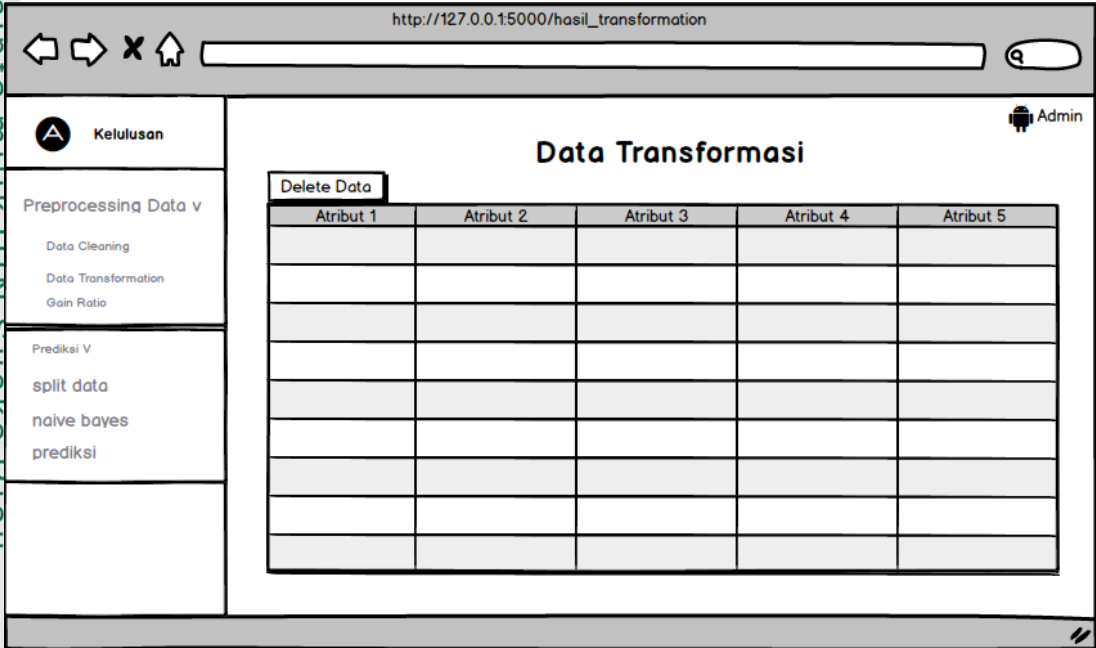 http://127.0.0.1:5000/hasil_transformation
Admin
A Kelulusan
Data Transformasi
Delete Data
Preprocessing Data v
Data Cleaning
Data Transformation
Gain Ratio
Prediksi V
split data
naive bayes
prediksi
Atribut 1 Atribut 2 Atribut 3 Atribut 4 Atribut 5